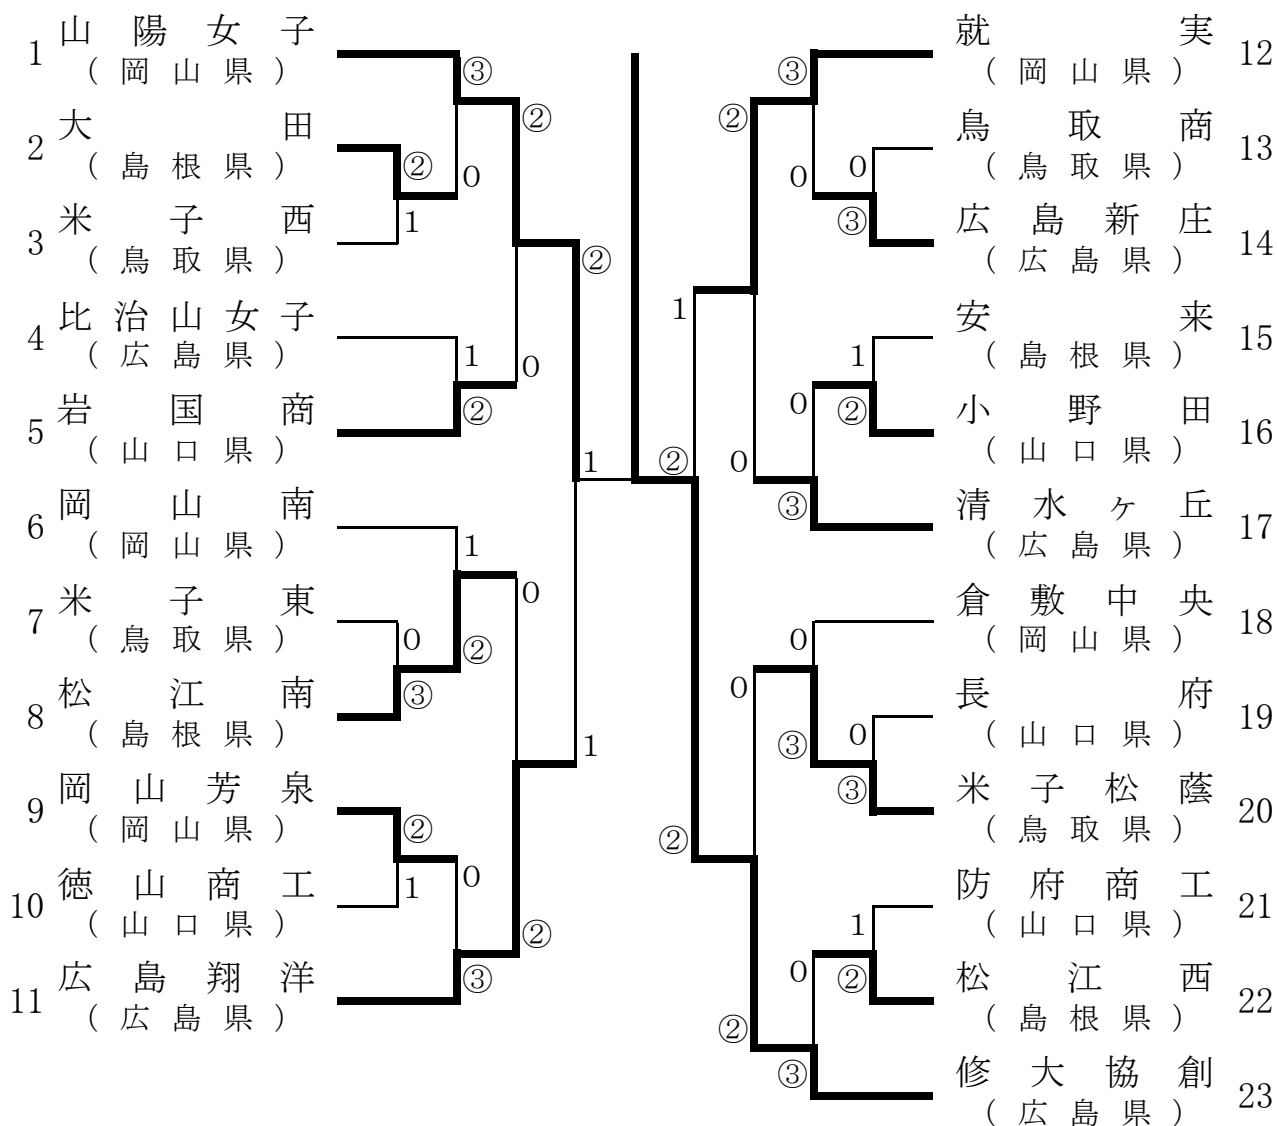 1 山陽女子
(岡山県)
2 大田
(島根県)
3 米子西
(鳥取県)
4 比治山女子
(広島県)
5 岩国商
(山口県)
6 岡山南
(岡山県)
7 米子東
(鳥取県)
8 松江南
(島根県)
9 岡山芳泉
(岡山県)
10 徳山商工
(山口県)
11 広島翔洋
(広島県)
③
②
②
0
1
②
1
0
②
1
1
0
0
②
③
1
②
1
0
②
③
③
②
0
0
③
1
1
0
②
②
0
③
0
0
0
③
③
②
1
0
②
②
③
就実 12
(岡山県)
鳥取商 13
(鳥取県)
広島新庄 14
(広島県)
安来 15
(島根県)
小野田 16
(山口県)
清水ヶ丘 17
(広島県)
倉敷中央 18
(岡山県)
長府 19
(山口県)
米子松蔭 20
(鳥取県)
防府商工 21
(山口県)
松江西 22
(島根県)
修大協創 23
(広島県)